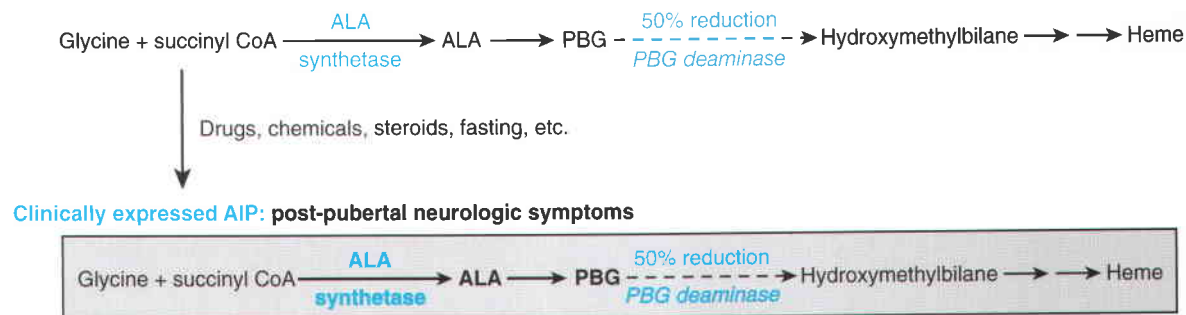 ALA 50% reduction
Glycine + succinyl CoA ALA PBG Hydroxymethylbilane Heme
synthetase PBG deaminase
Drugs, chemicals, steroids, fasting, etc.
Clinically expressed AIP: post-pubertal neurologic symptoms
ALA 50% reduction
Glycine + succinyl CoA ALA PBG Hydroxymethylbilane Heme
synthetase PBG deaminase